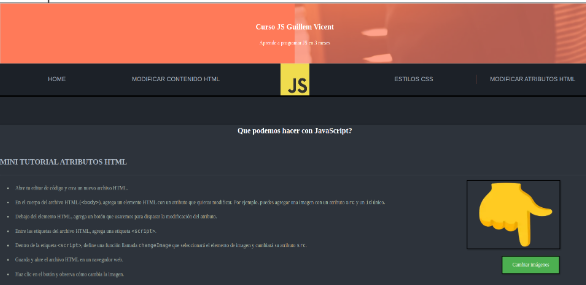 Curso JS Guillem Vicent
Aprende a programar JS en 3 meses
HOME
MODIFICAR CONTENIDO HTML
JS
ESTILOS CSS
MODIFICAR ATRIBUTOS HTML
Que podemos hacer con JavaScript?
MINI TUTORIAL ATRIBUTOS HTML
Abre un editor de código y crea un nuevo archivo HTML.
En el cuerpo del archivo HTML (<body>), agrega un elemento HTML con un atributo que quieras modificar. Por ejemplo, puedes agregar una imagen con un atributo src y un id único.
Debajo del elemento HTML, agrega un botón que usaremos para disparar la modificación del atributo.
Entre las etiquetas del archivo HTML, agrega una etiqueta <script>.
Dentro de la etiqueta <script>, define una función llamada changeImage que seleccionará el elemento de imagen y cambiará su atributo src.
Guarda y abre el archivo HTML en un navegador web.
Haz clic en el botón y observa cómo cambia la imagen.
Cambiar imágenes